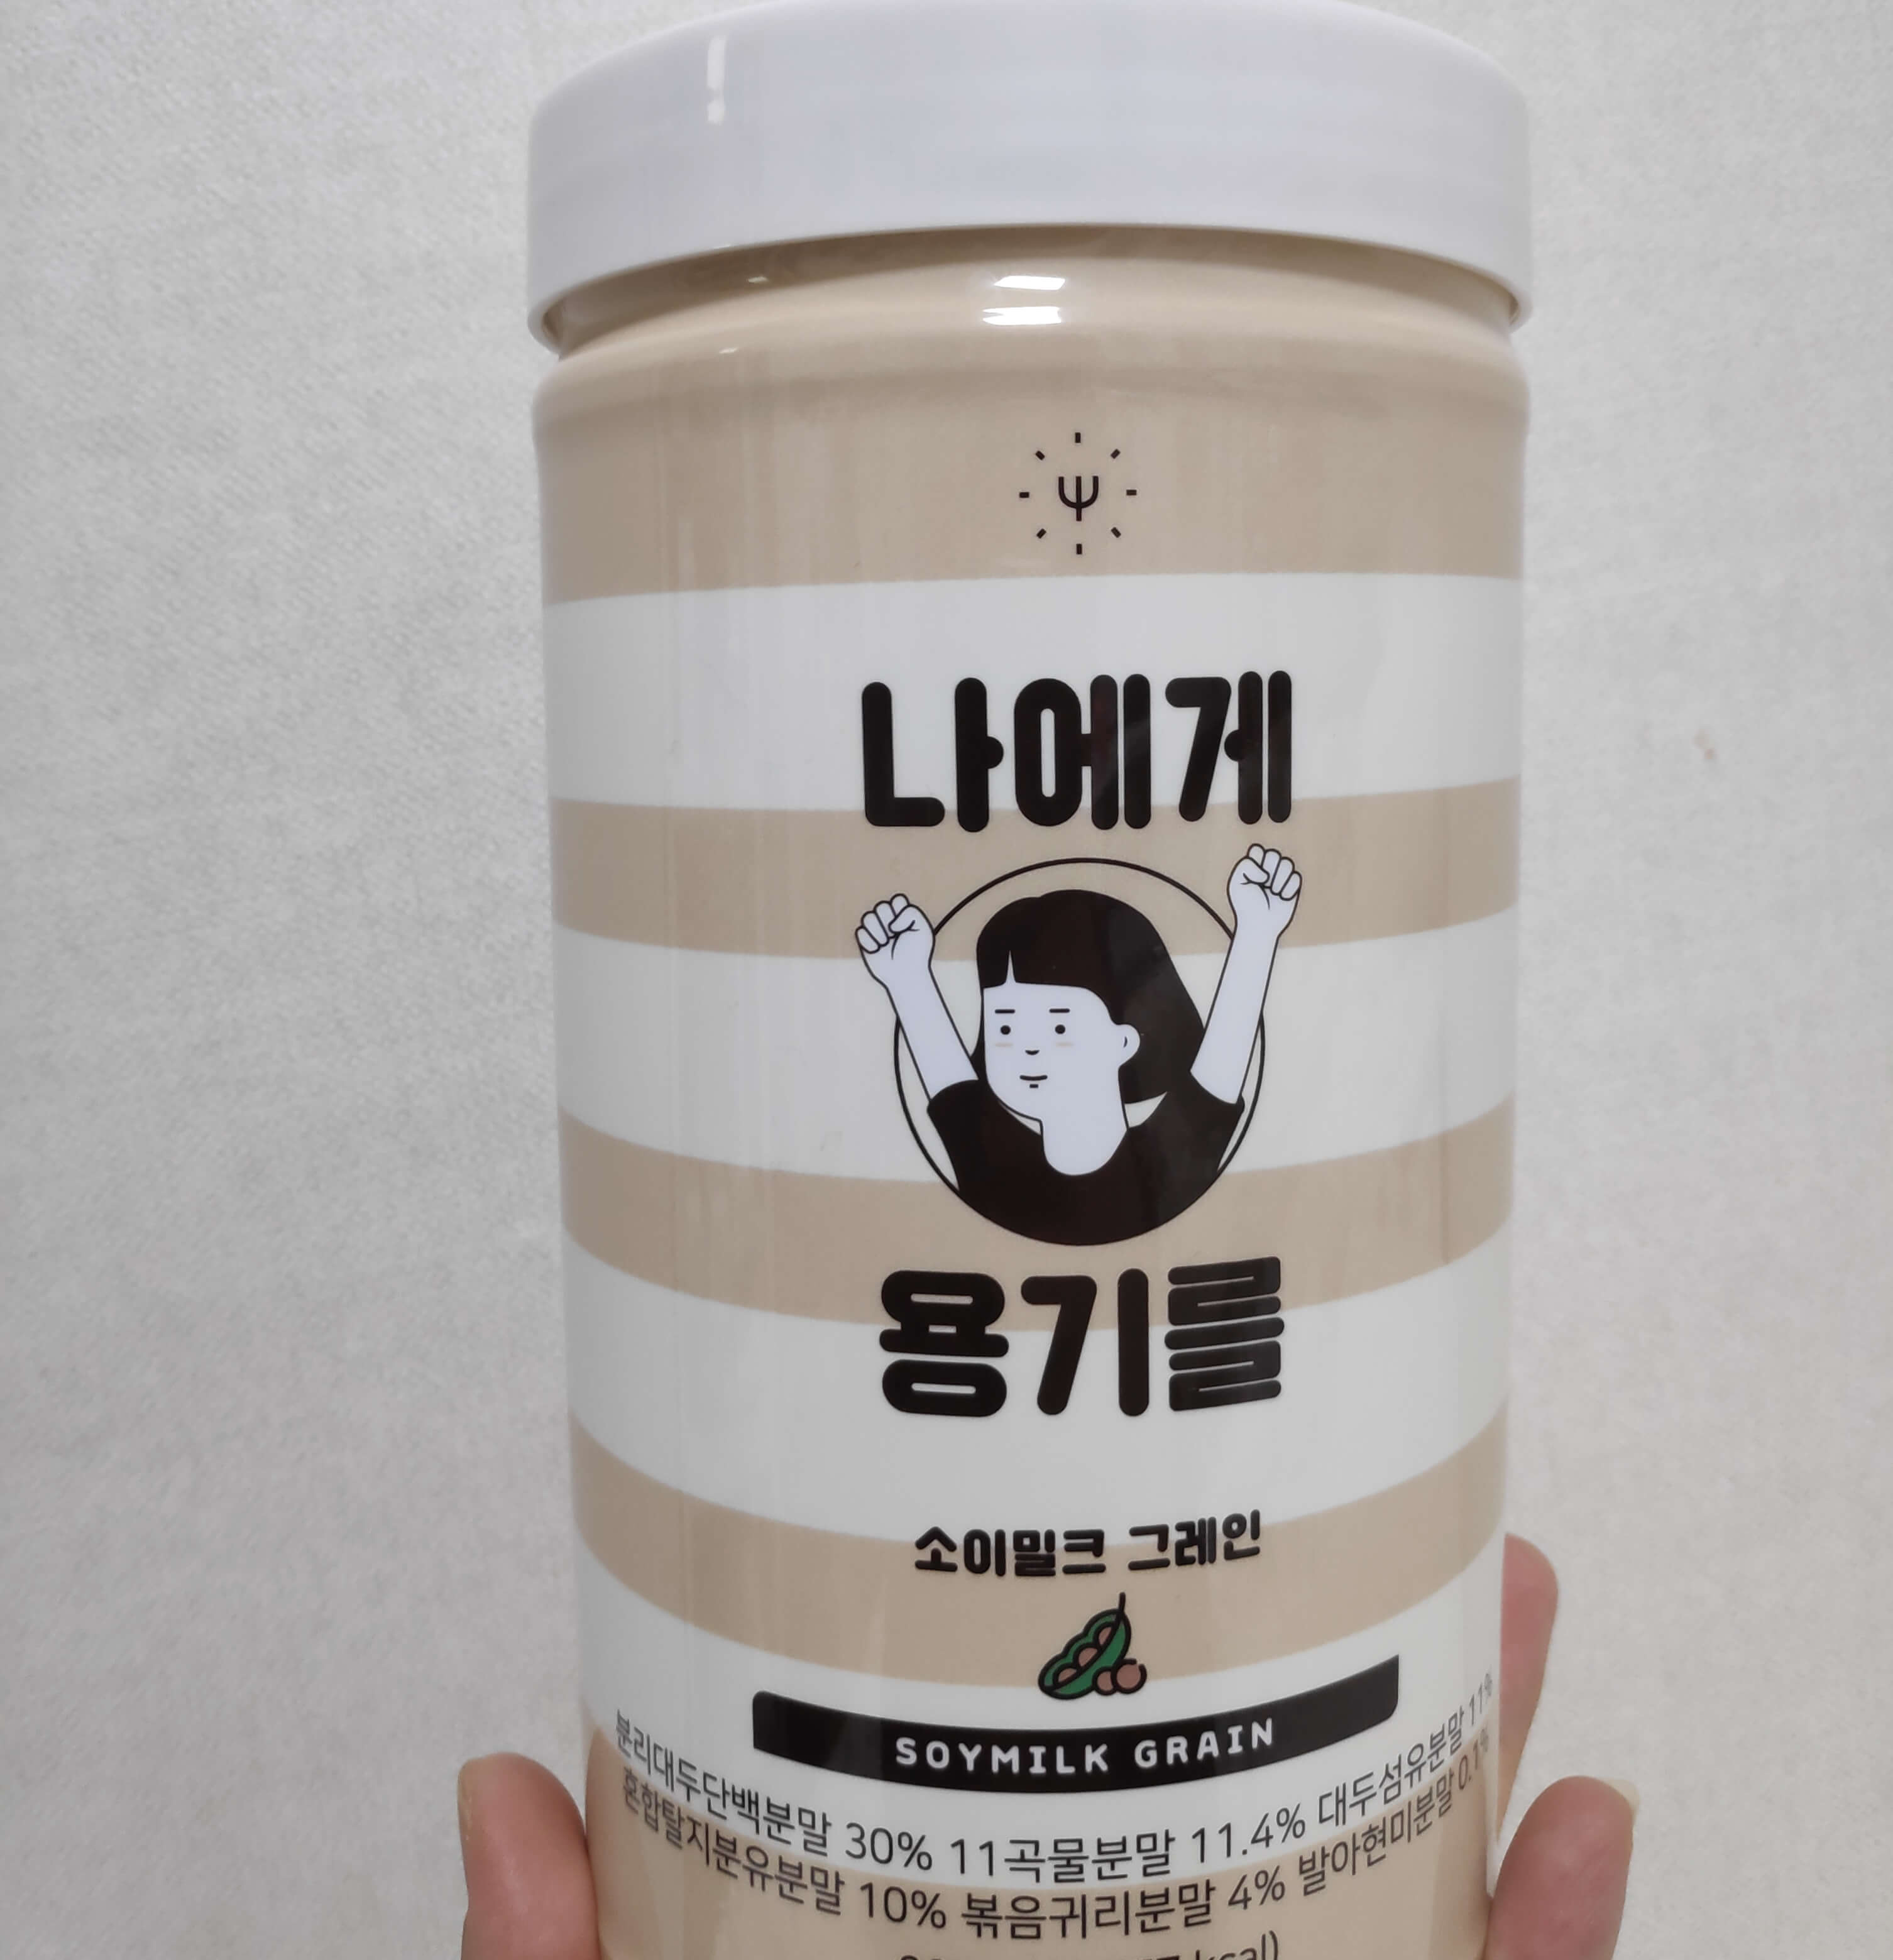 나에게
용기를
소이밀크 그레인
SOYMILK GRAIN
분리대두단백분말 30% 11곡물분말 11.4% 대두섬유분말 11%
혼합탈지분유분말 10% 볶음귀리분말 4% 발아현미분말 0.1%
kcal)